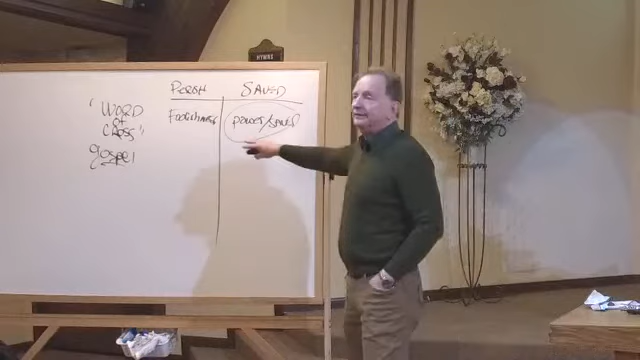 HYMNS
PERISH SAVED
"WORD
of
CROSS"
FOOLISHNESS POWER/SAVED
gospel